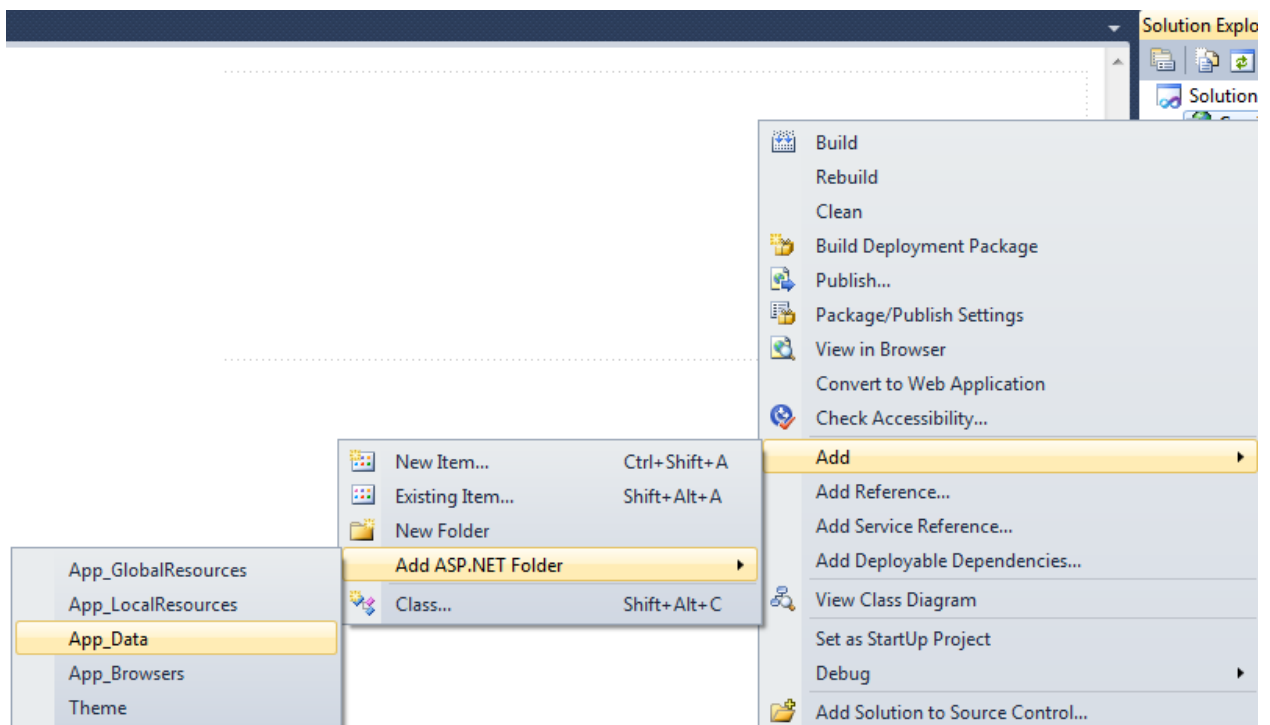 Solution Explo
Solution
Build
Rebuild
Clean
Build Deployment Package
Publish...
Package/Publish Settings
View in Browser
Convert to Web Application
Check Accessibility...
Add
Add Reference...
Add Service Reference...
Add Deployable Dependencies...
View Class Diagram
Set as StartUp Project
Debug
Add Solution to Source Control...
New Item... Ctrl+Shift+A
Existing Item... Shift+Alt+A
New Folder
Add ASP.NET Folder
Class... Shift+Alt+C
App_GlobalResources
App_LocalResources
App_Data
App_Browsers
Theme